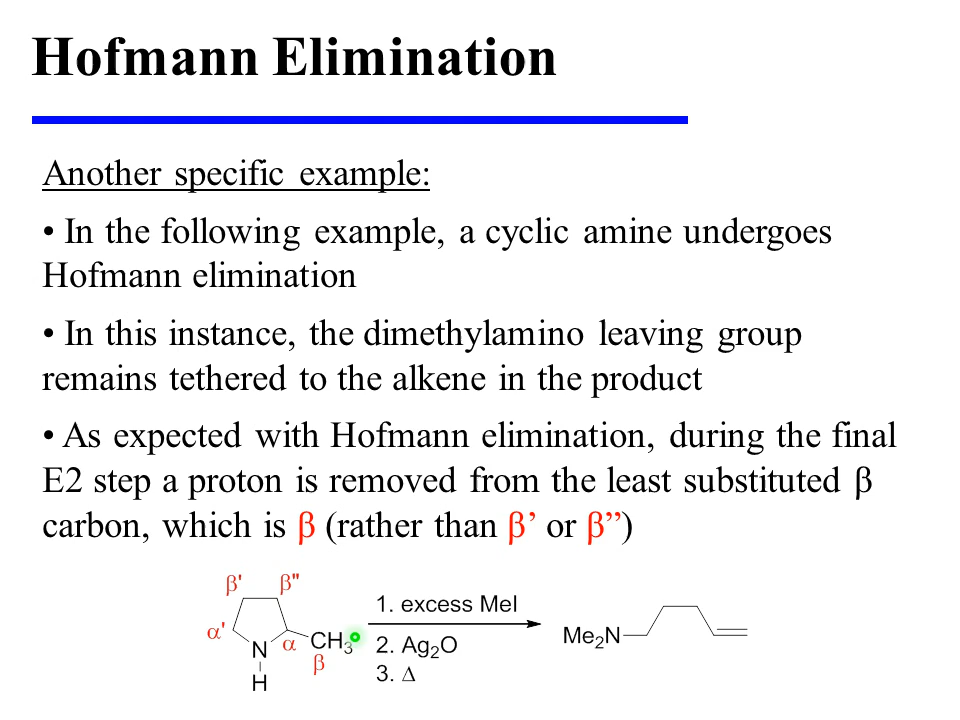 Hofmann Elimination
Another specific example:
• In the following example, a cyclic amine undergoes
Hofmann elimination
• In this instance, the dimethylamino leaving group
remains tethered to the alkene in the product
• As expected with Hofmann elimination, during the final
E2 step a proton is removed from the least substituted β
carbon, which is β (rather than β’ or β”)
β' β"
α' N α CH3
H β
1. excess MeI
2. Ag2O
3. Δ
Me2N